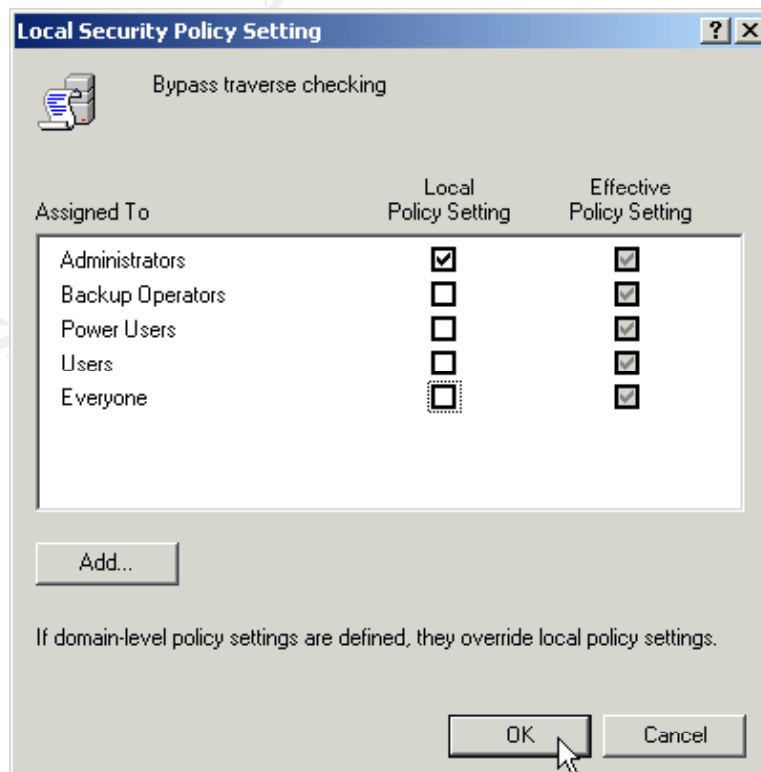 Local Security Policy Setting
Bypass traverse checking
Assigned To
Local Policy Setting
Effective Policy Setting
Administrators
Backup Operators
Power Users
Users
Everyone
Add...
If domain-level policy settings are defined, they override local policy settings.
OK
Cancel